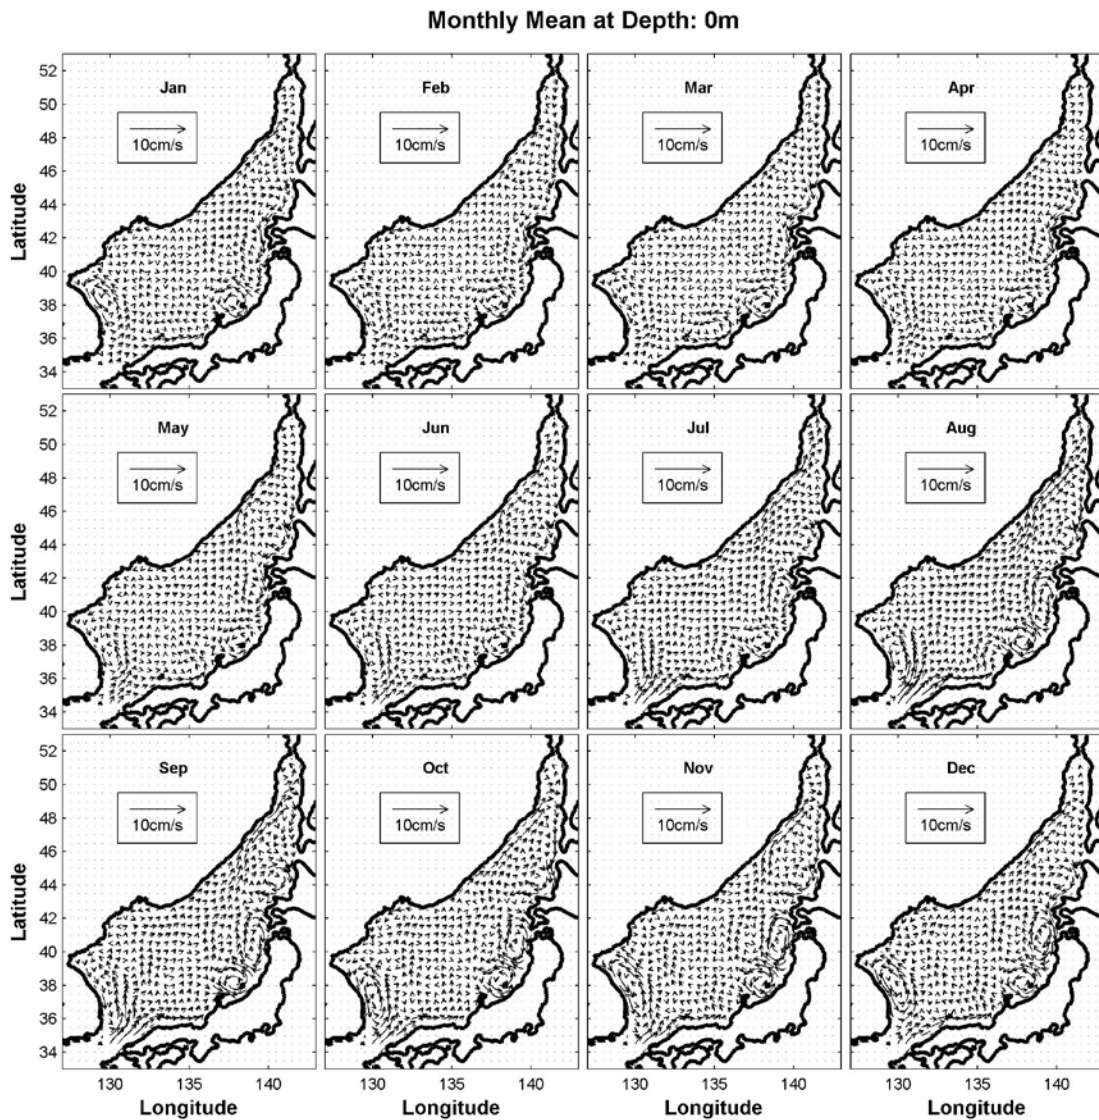 Monthly Mean at Depth: 0m
Jan Feb Mar Apr
10cm/s 10cm/s 10cm/s 10cm/s
Latitude
52
50
48
46
44
42
40
38
36
34
May Jun Jul Aug
10cm/s 10cm/s 10cm/s 10cm/s
Latitude
52
50
48
46
44
42
40
38
36
34
Sep Oct Nov Dec
10cm/s 10cm/s 10cm/s 10cm/s
Latitude
52
50
48
46
44
42
40
38
36
34
130 135 140 130 135 140 130 135 140 130 135 140
Longitude Longitude Longitude Longitude